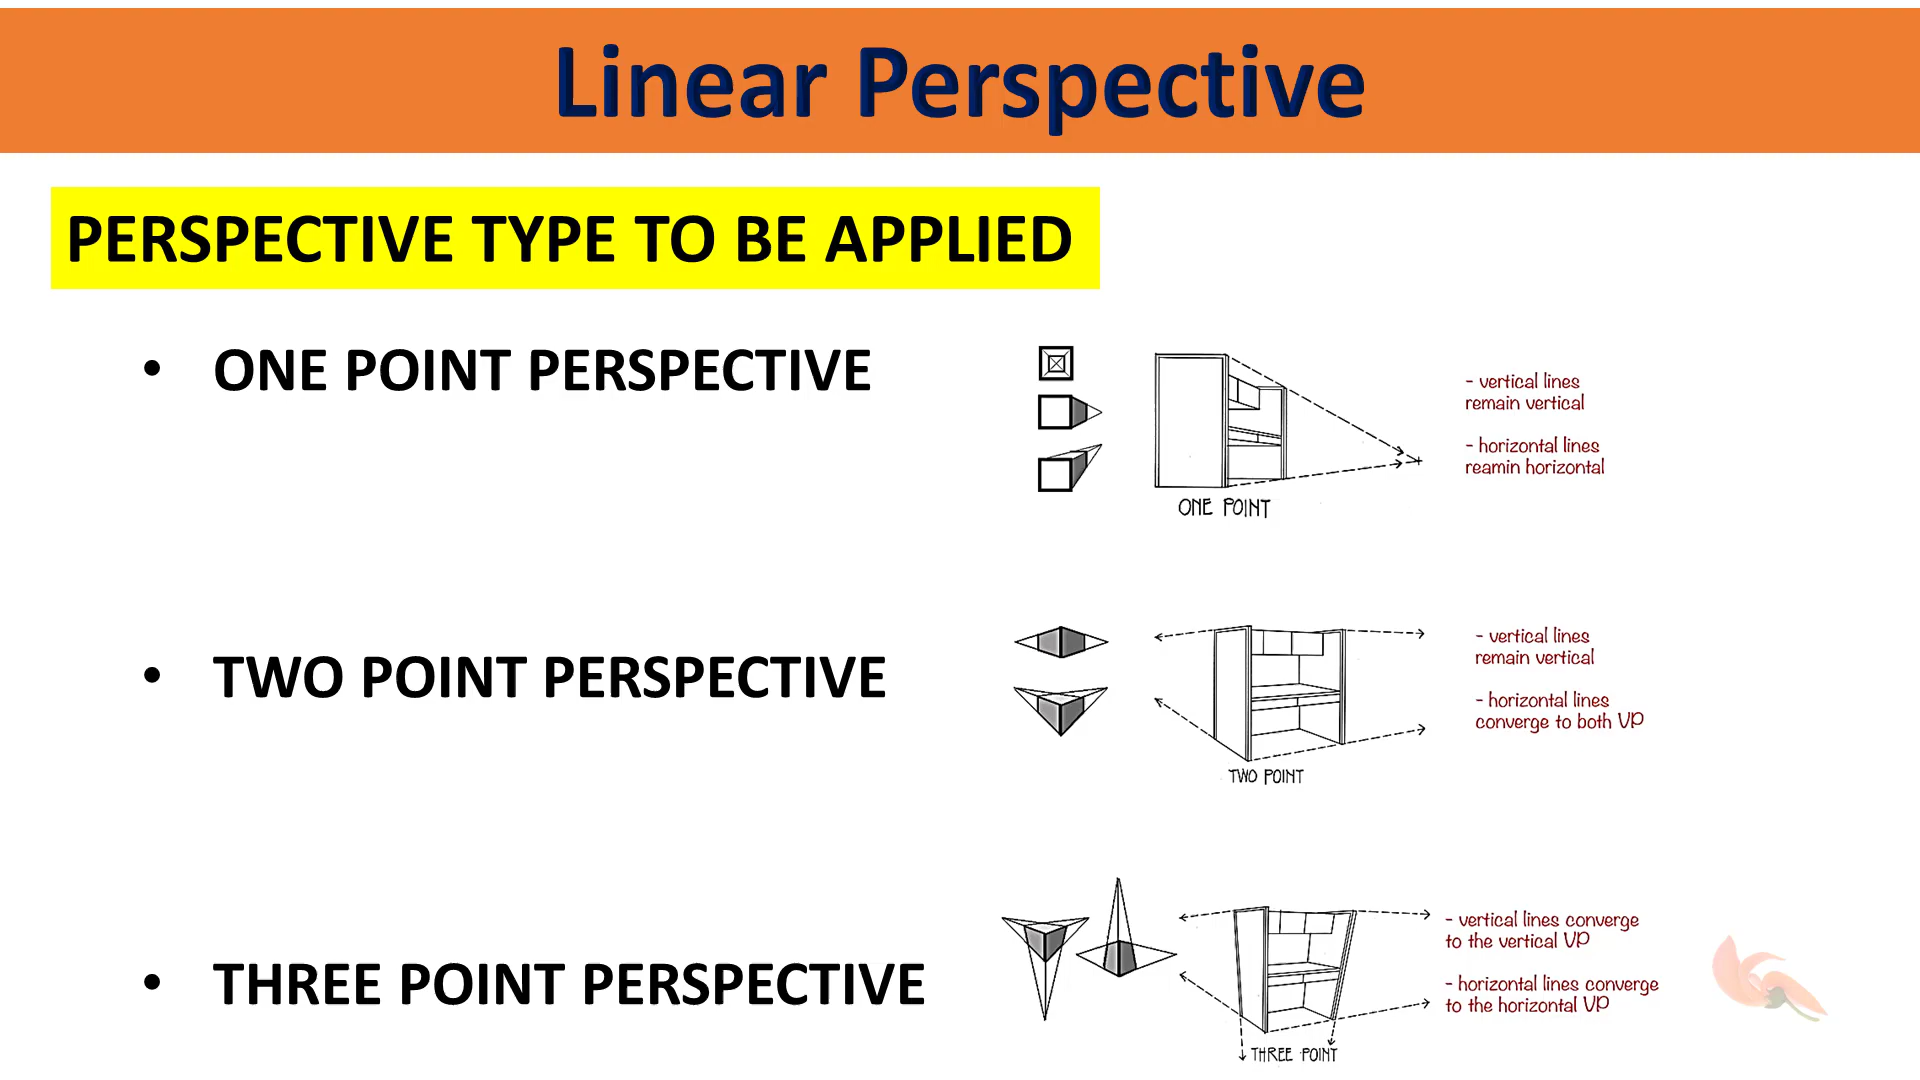 Linear Perspective
PERSPECTIVE TYPE TO BE APPLIED
• ONE POINT PERSPECTIVE
- vertical lines
remain vertical
- horizontal lines
reamin horizontal
ONE POINT
• TWO POINT PERSPECTIVE
- vertical lines
remain vertical
- horizontal lines
converge to both VP
TWO POINT
• THREE POINT PERSPECTIVE
- vertical lines converge
to the vertical VP
- horizontal lines converge
to the horizontal VP
THREE POINT